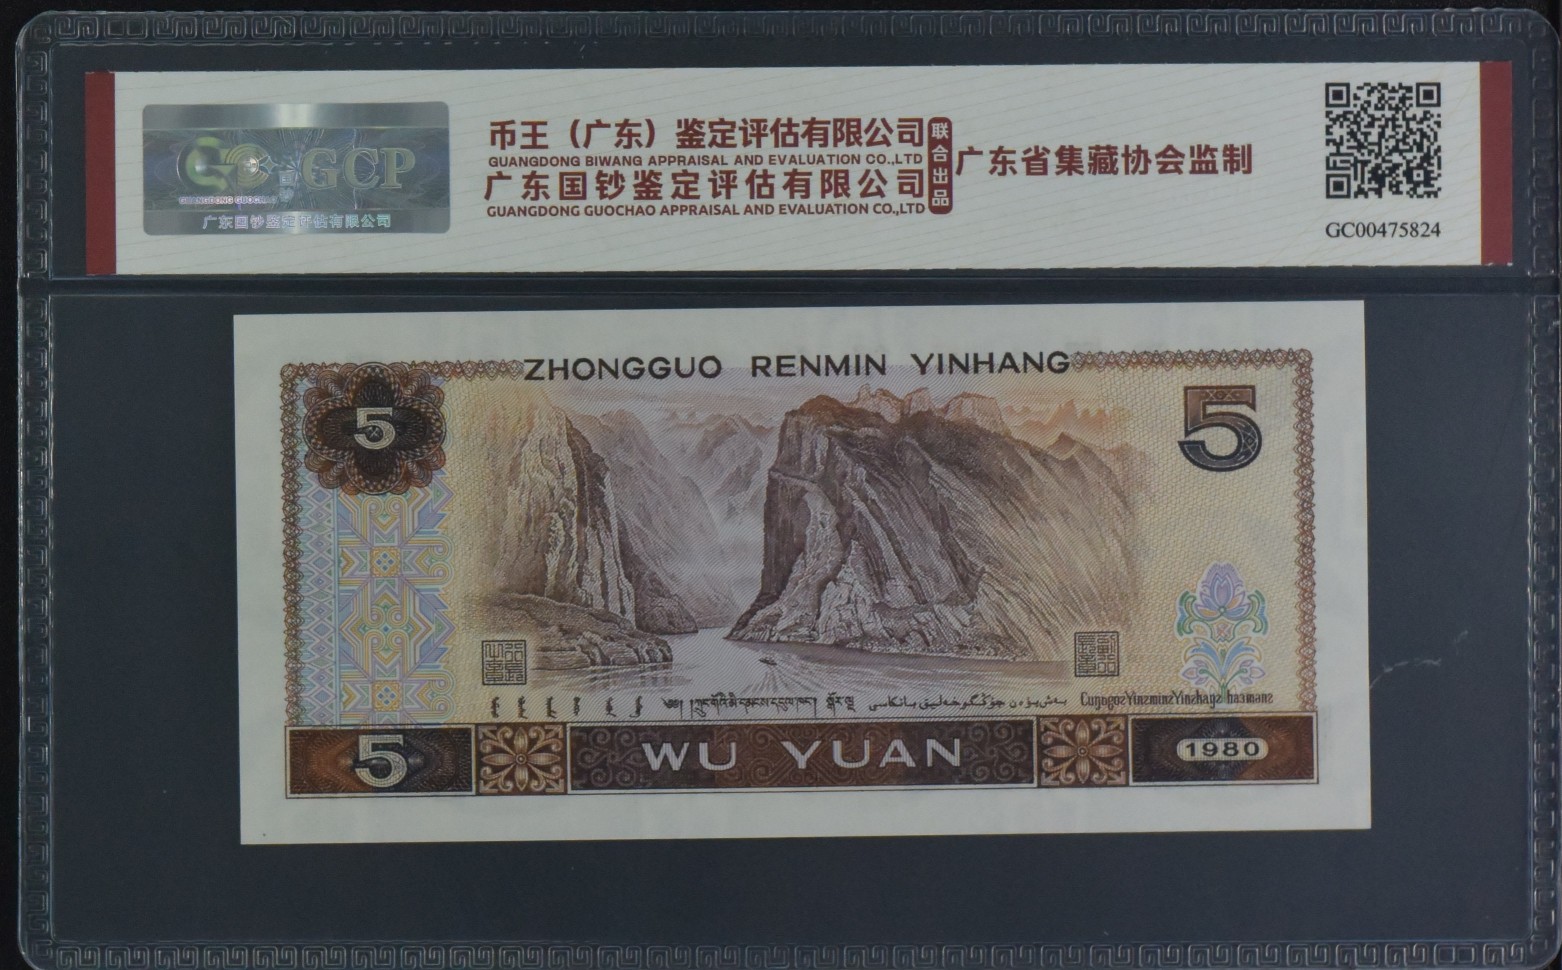 GCP
GUANGDONG GUOCHAO
广东国钞鉴定评估有限公司
币王（广东）鉴定评估有限公司
GUANGDONG BIWANG APPRAISAL AND EVALUATION CO.,LTD
广东国钞鉴定评估有限公司
GUANGDONG GUOCHAO APPRAISAL AND EVALUATION CO.,LTD
联合出品
广东省集藏协会监制
GC00475824
ZHONGGUO RENMIN YINHANG
5
5
5 WU YUAN 1980